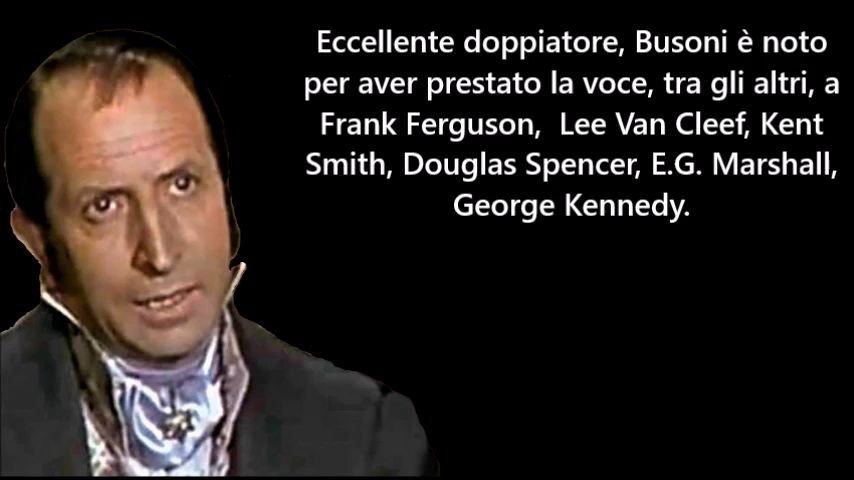 Eccellente doppiatore, Busoni è noto
per aver prestato la voce, tra gli altri, a
Frank Ferguson,  Lee Van Cleef, Kent
Smith, Douglas Spencer, E.G. Marshall,
George Kennedy.